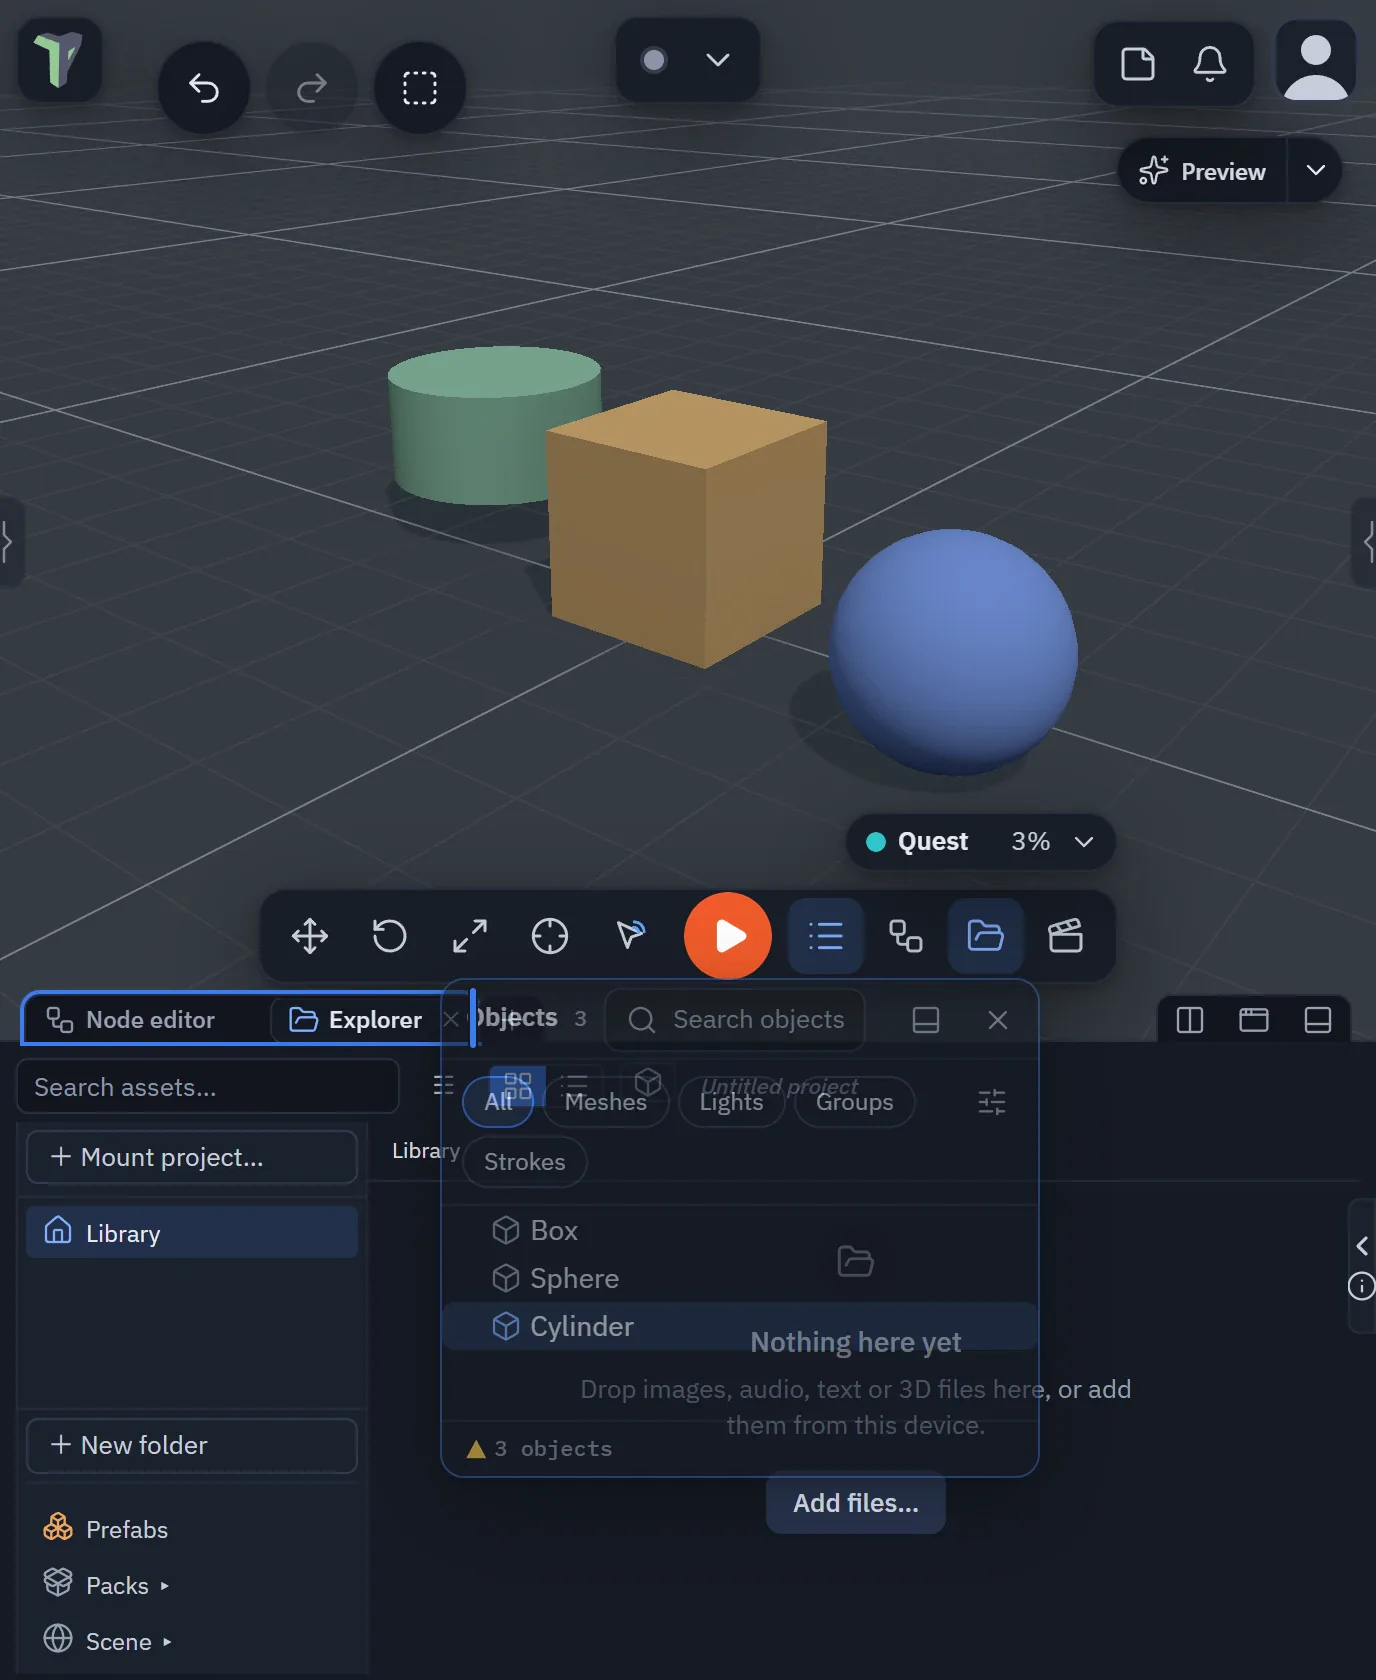 Preview
Quest 3%
Node editor
Explorer
Objects 3
Search objects
Search assets...
Untitled project
All
Meshes
Lights
Groups
Strokes
+ Mount project...
Library
Library
Box
Sphere
Cylinder
Nothing here yet
Drop images, audio, text or 3D files here, or add
them from this device.
3 objects
Add files...
+ New folder
Prefabs
Packs
Scene